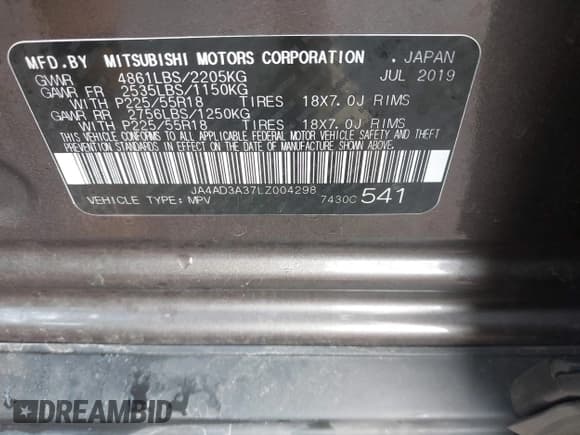 MFD.BY MITSUBISHI MOTORS CORPORATION . JAPAN
GVWR 4861LBS/2205KG JUL 2019
GAWR FR 2535LBS/1150KG
WITH P225/55R18 TIRES 18X7.0J RIMS
GAWR RR 2756LBS/1250KG
WITH P225/55R18 TIRES 18X7.0J RIMS
THIS VEHICLE CONFORMS TO ALL APPLICABLE FEDERAL MOTOR VEHICLE SAFETY AND THEFT
PREVENTION STANDARDS IN EFFECT ON THE DATE OF MANUFACTURE SHOWN ABOVE.
JA4AD3A37LZ004298
VEHICLE TYPE: MPV 7430C 541
DREAMBID